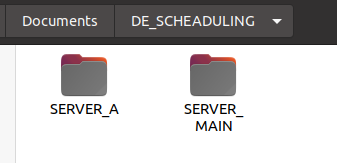 Documents
DE_SCHEADULING
SERVER_A
SERVER_
MAIN